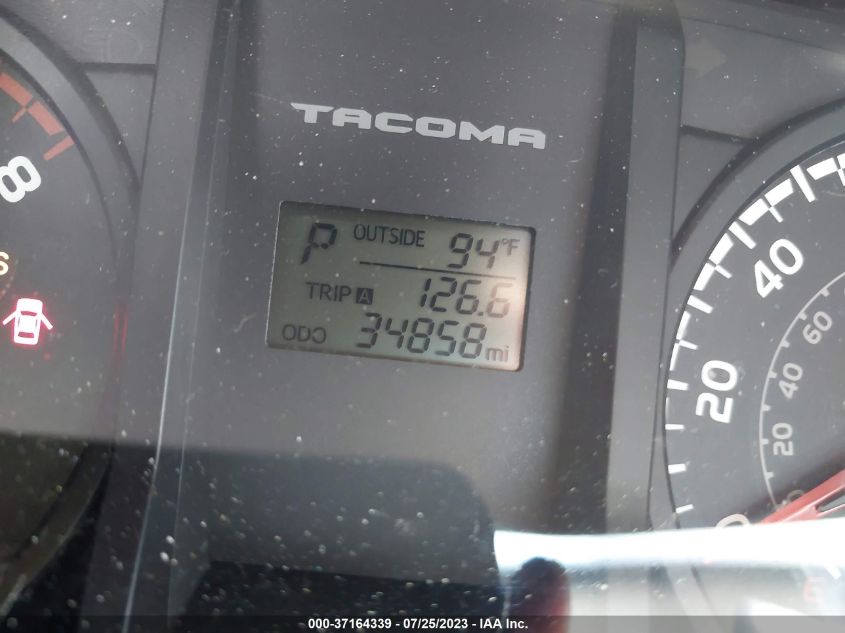 TACOMA
P OUTSIDE 94°F
TRIP A 126.6
ODO 34858 mi
8
S
40
20
0
60
40
20
000-37164339 / 07/25/2023 / IAA Inc.